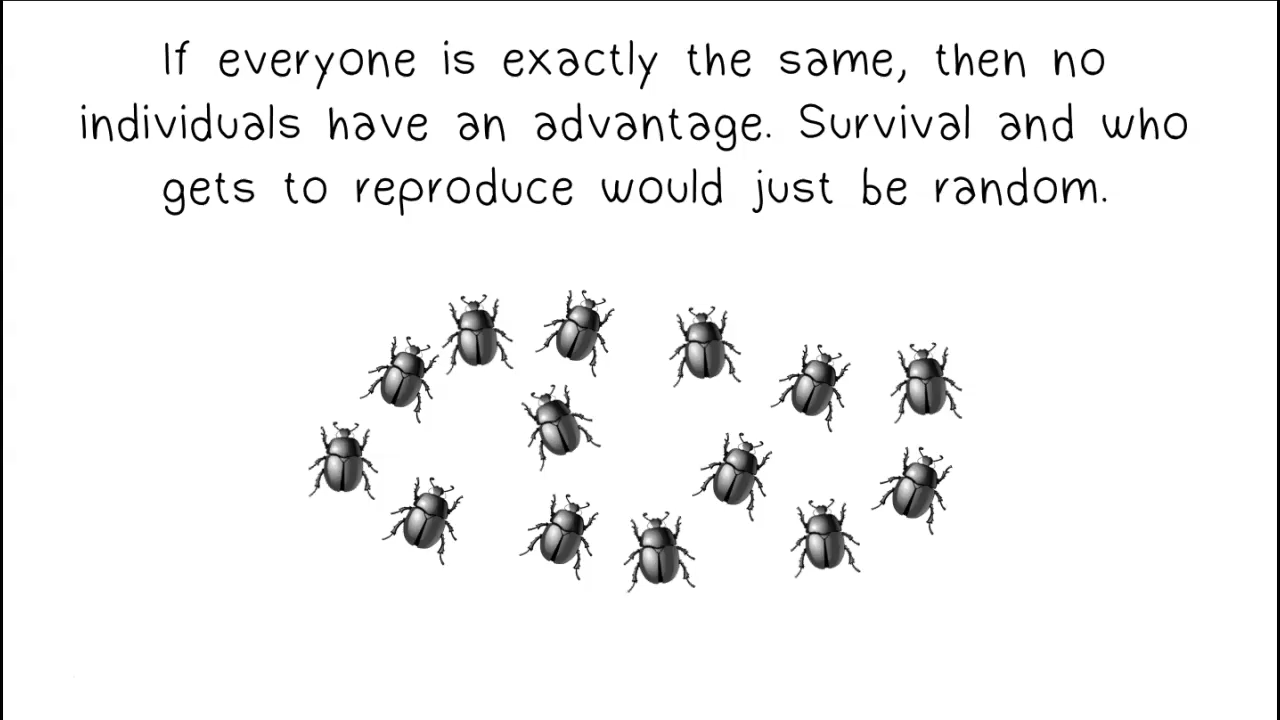 If everyone is exactly the same, then no
individuals have an advantage. Survival and who
gets to reproduce would just be random.